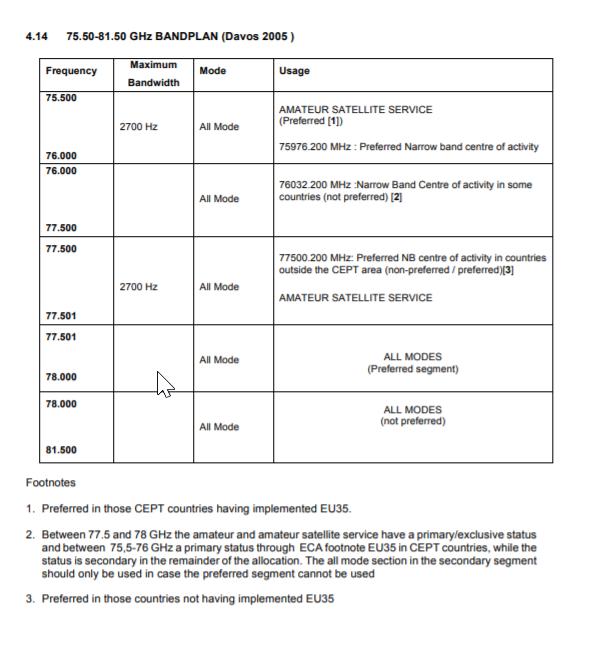 4.14 75.50-81.50 GHz BANDPLAN (Davos 2005 )
Frequency
Maximum
Bandwidth
Mode
Usage
75.500
76.000
2700 Hz
All Mode
AMATEUR SATELLITE SERVICE
(Preferred [1])
75976.200 MHz : Preferred Narrow band centre of activity
76.000
77.500
All Mode
76032.200 MHz :Narrow Band Centre of activity in some
countries (not preferred) [2]
77.500
77.501
2700 Hz
All Mode
77500.200 MHz: Preferred NB centre of activity in countries
outside the CEPT area (non-preferred / preferred)[3]
AMATEUR SATELLITE SERVICE
77.501
78.000
All Mode
ALL MODES
(Preferred segment)
78.000
81.500
All Mode
ALL MODES
(not preferred)
Footnotes
1. Preferred in those CEPT countries having implemented EU35.
2. Between 77.5 and 78 GHz the amateur and amateur satellite service have a primary/exclusive status
and between 75,5-76 GHz a primary status through ECA footnote EU35 in CEPT countries, while the
status is secondary in the remainder of the allocation. The all mode section in the secondary segment
should only be used in case the preferred segment cannot be used
3. Preferred in those countries not having implemented EU35